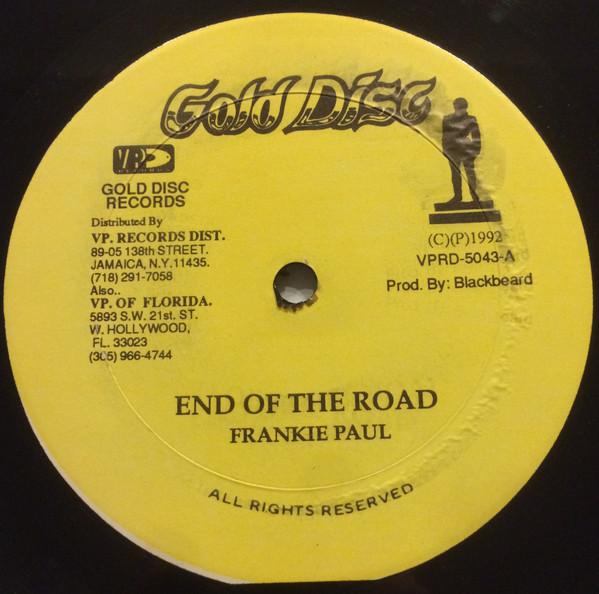 Gold Disc
VP
RECORDS
GOLD DISC
RECORDS
Distributed By
VP. RECORDS DIST.
89-05 138th STREET.
JAMAICA, N.Y. 11435.
(718) 291-7058
Also..
VP. OF FLORIDA.
5893 S.W. 21st. ST.
W. HOLLYWOOD,
FL. 33023
(305) 966-4744
(C)(P)1992
VPRD-5043-A
Prod. By: Blackbeard
END OF THE ROAD
FRANKIE PAUL
ALL RIGHTS RESERVED